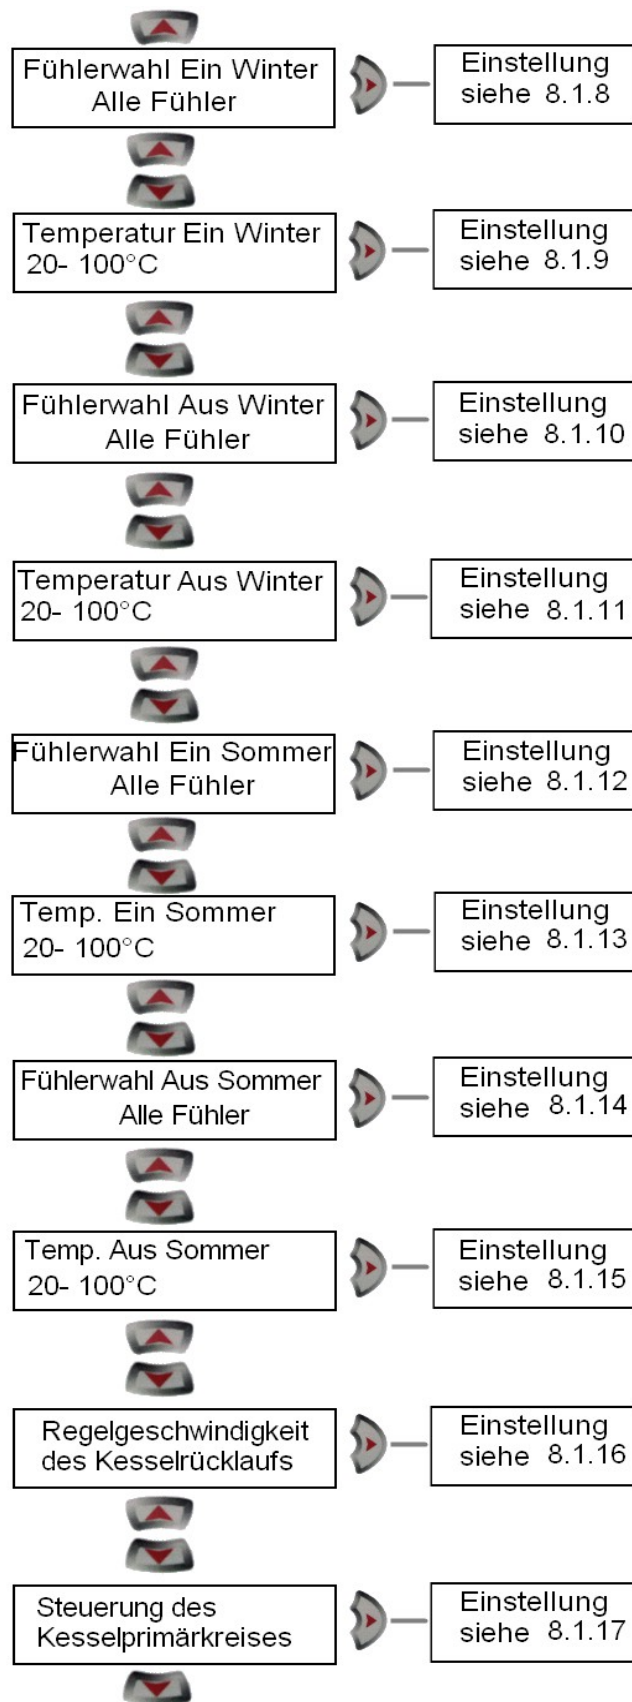 Fühlerwahl Ein Winter
Alle Fühler
Einstellung
siehe 8.1.8
Temperatur Ein Winter
20- 100°C
Einstellung
siehe 8.1.9
Fühlerwahl Aus Winter
Alle Fühler
Einstellung
siehe 8.1.10
Temperatur Aus Winter
20- 100°C
Einstellung
siehe 8.1.11
Fühlerwahl Ein Sommer
Alle Fühler
Einstellung
siehe 8.1.12
Temp. Ein Sommer
20- 100°C
Einstellung
siehe 8.1.13
Fühlerwahl Aus Sommer
Alle Fühler
Einstellung
siehe 8.1.14
Temp. Aus Sommer
20- 100°C
Einstellung
siehe 8.1.15
Regelgeschwindigkeit
des Kesselrücklaufs
Einstellung
siehe 8.1.16
Steuerung des
Kesselprimärkreises
Einstellung
siehe 8.1.17